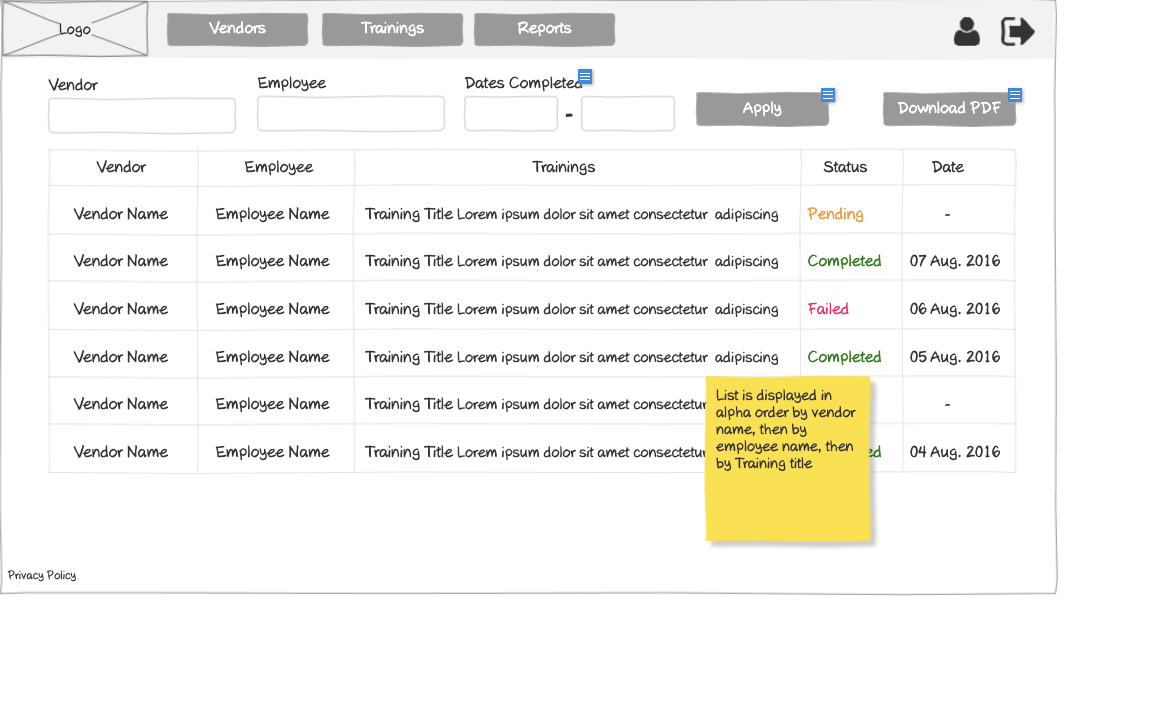 Logo
Vendors Trainings Reports
Vendor Employee Dates Completed
- Apply Download PDF
Vendor Employee Trainings Status Date
Vendor Name Employee Name Training Title Lorem ipsum dolor sit amet consectetur adipiscing Pending -
Vendor Name Employee Name Training Title Lorem ipsum dolor sit amet consectetur adipiscing Completed 07 Aug. 2016
Vendor Name Employee Name Training Title Lorem ipsum dolor sit amet consectetur adipiscing Failed 06 Aug. 2016
Vendor Name Employee Name Training Title Lorem ipsum dolor sit amet consectetur adipiscing Completed 05 Aug. 2016
Vendor Name Employee Name Training Title Lorem ipsum dolor sit amet consectetur -
Vendor Name Employee Name Training Title Lorem ipsum dolor sit amet consectetur ed 04 Aug. 2016
List is displayed in
alpha order by vendor
name, then by
employee name, then
by Training title
Privacy Policy